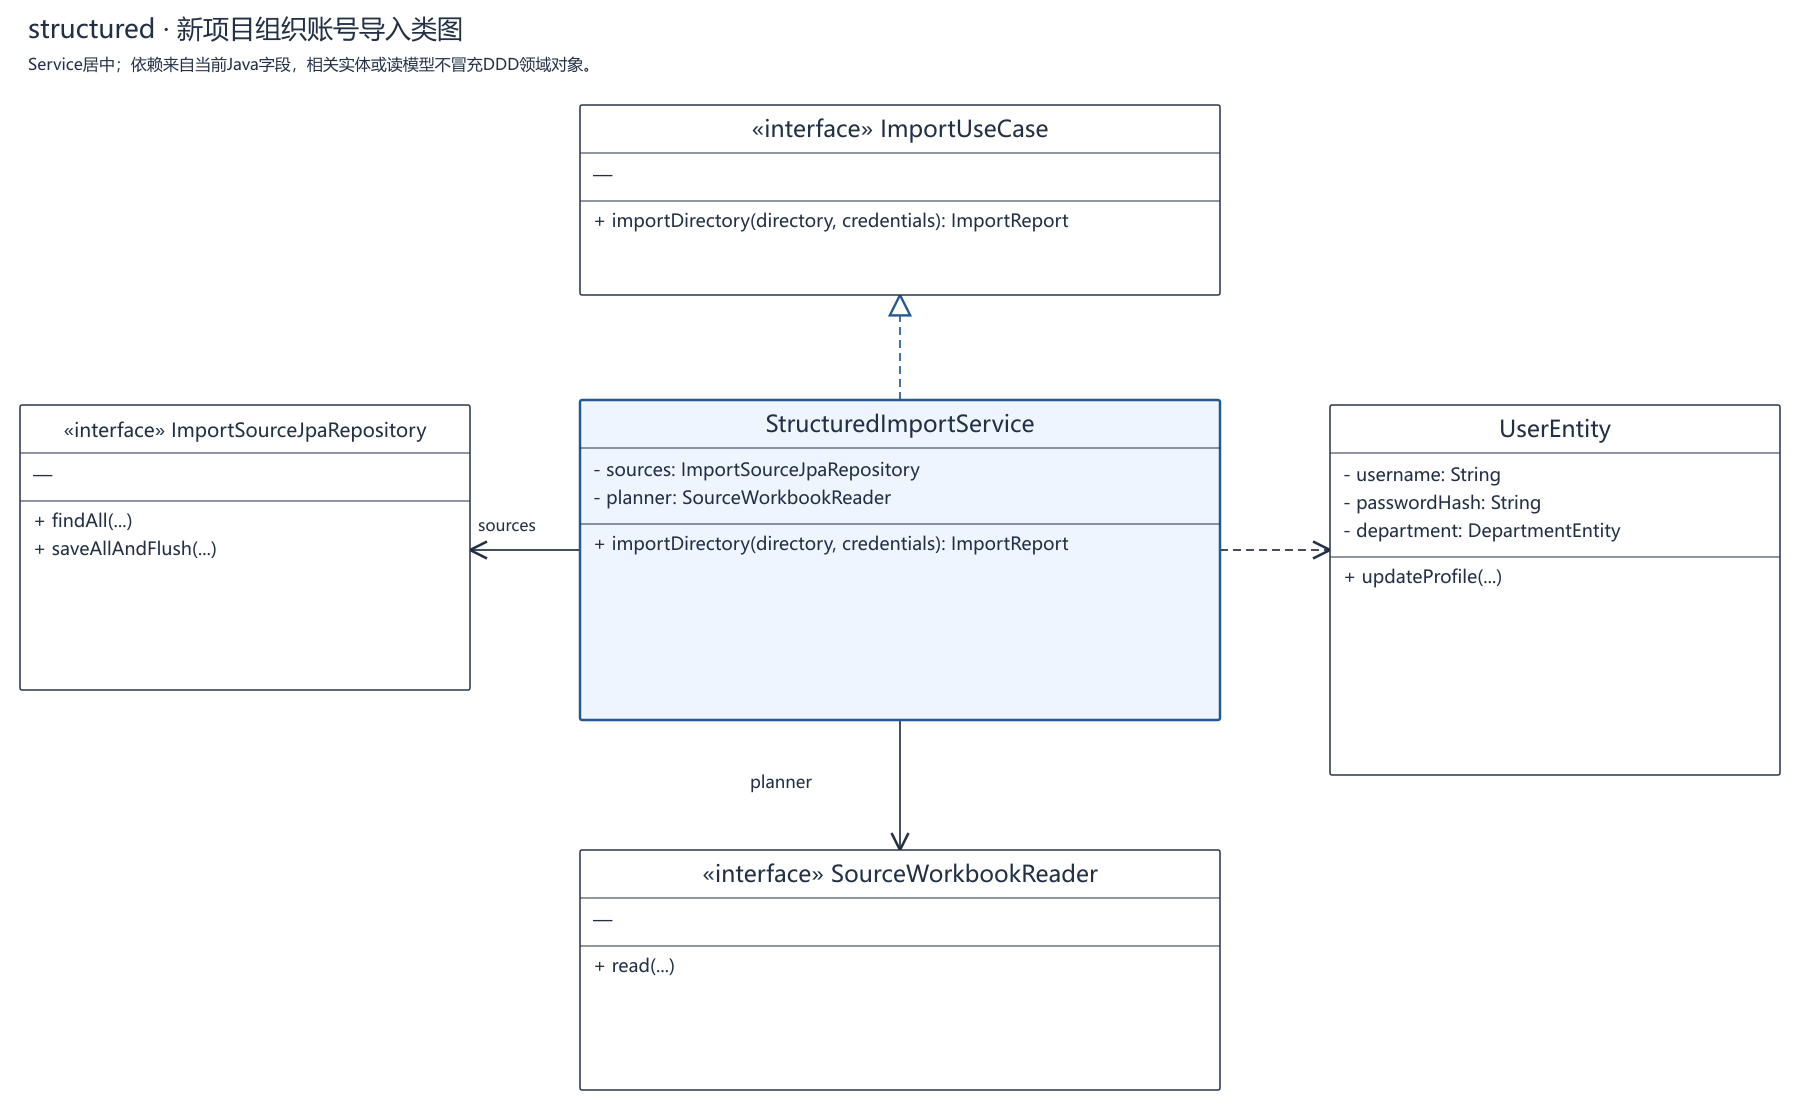 structured · 新项目组织账号导入类图
Service居中；依赖来自当前Java字段，相关实体或读模型不冒充DDD领域对象。
«interface» ImportUseCase
—
+ importDirectory(directory, credentials): ImportReport
«interface» ImportSourceJpaRepository
—
+ findAll(...)
+ saveAllAndFlush(...)
sources
StructuredImportService
- sources: ImportSourceJpaRepository
- planner: SourceWorkbookReader
+ importDirectory(directory, credentials): ImportReport
UserEntity
- username: String
- passwordHash: String
- department: DepartmentEntity
+ updateProfile(...)
planner
«interface» SourceWorkbookReader
—
+ read(...)